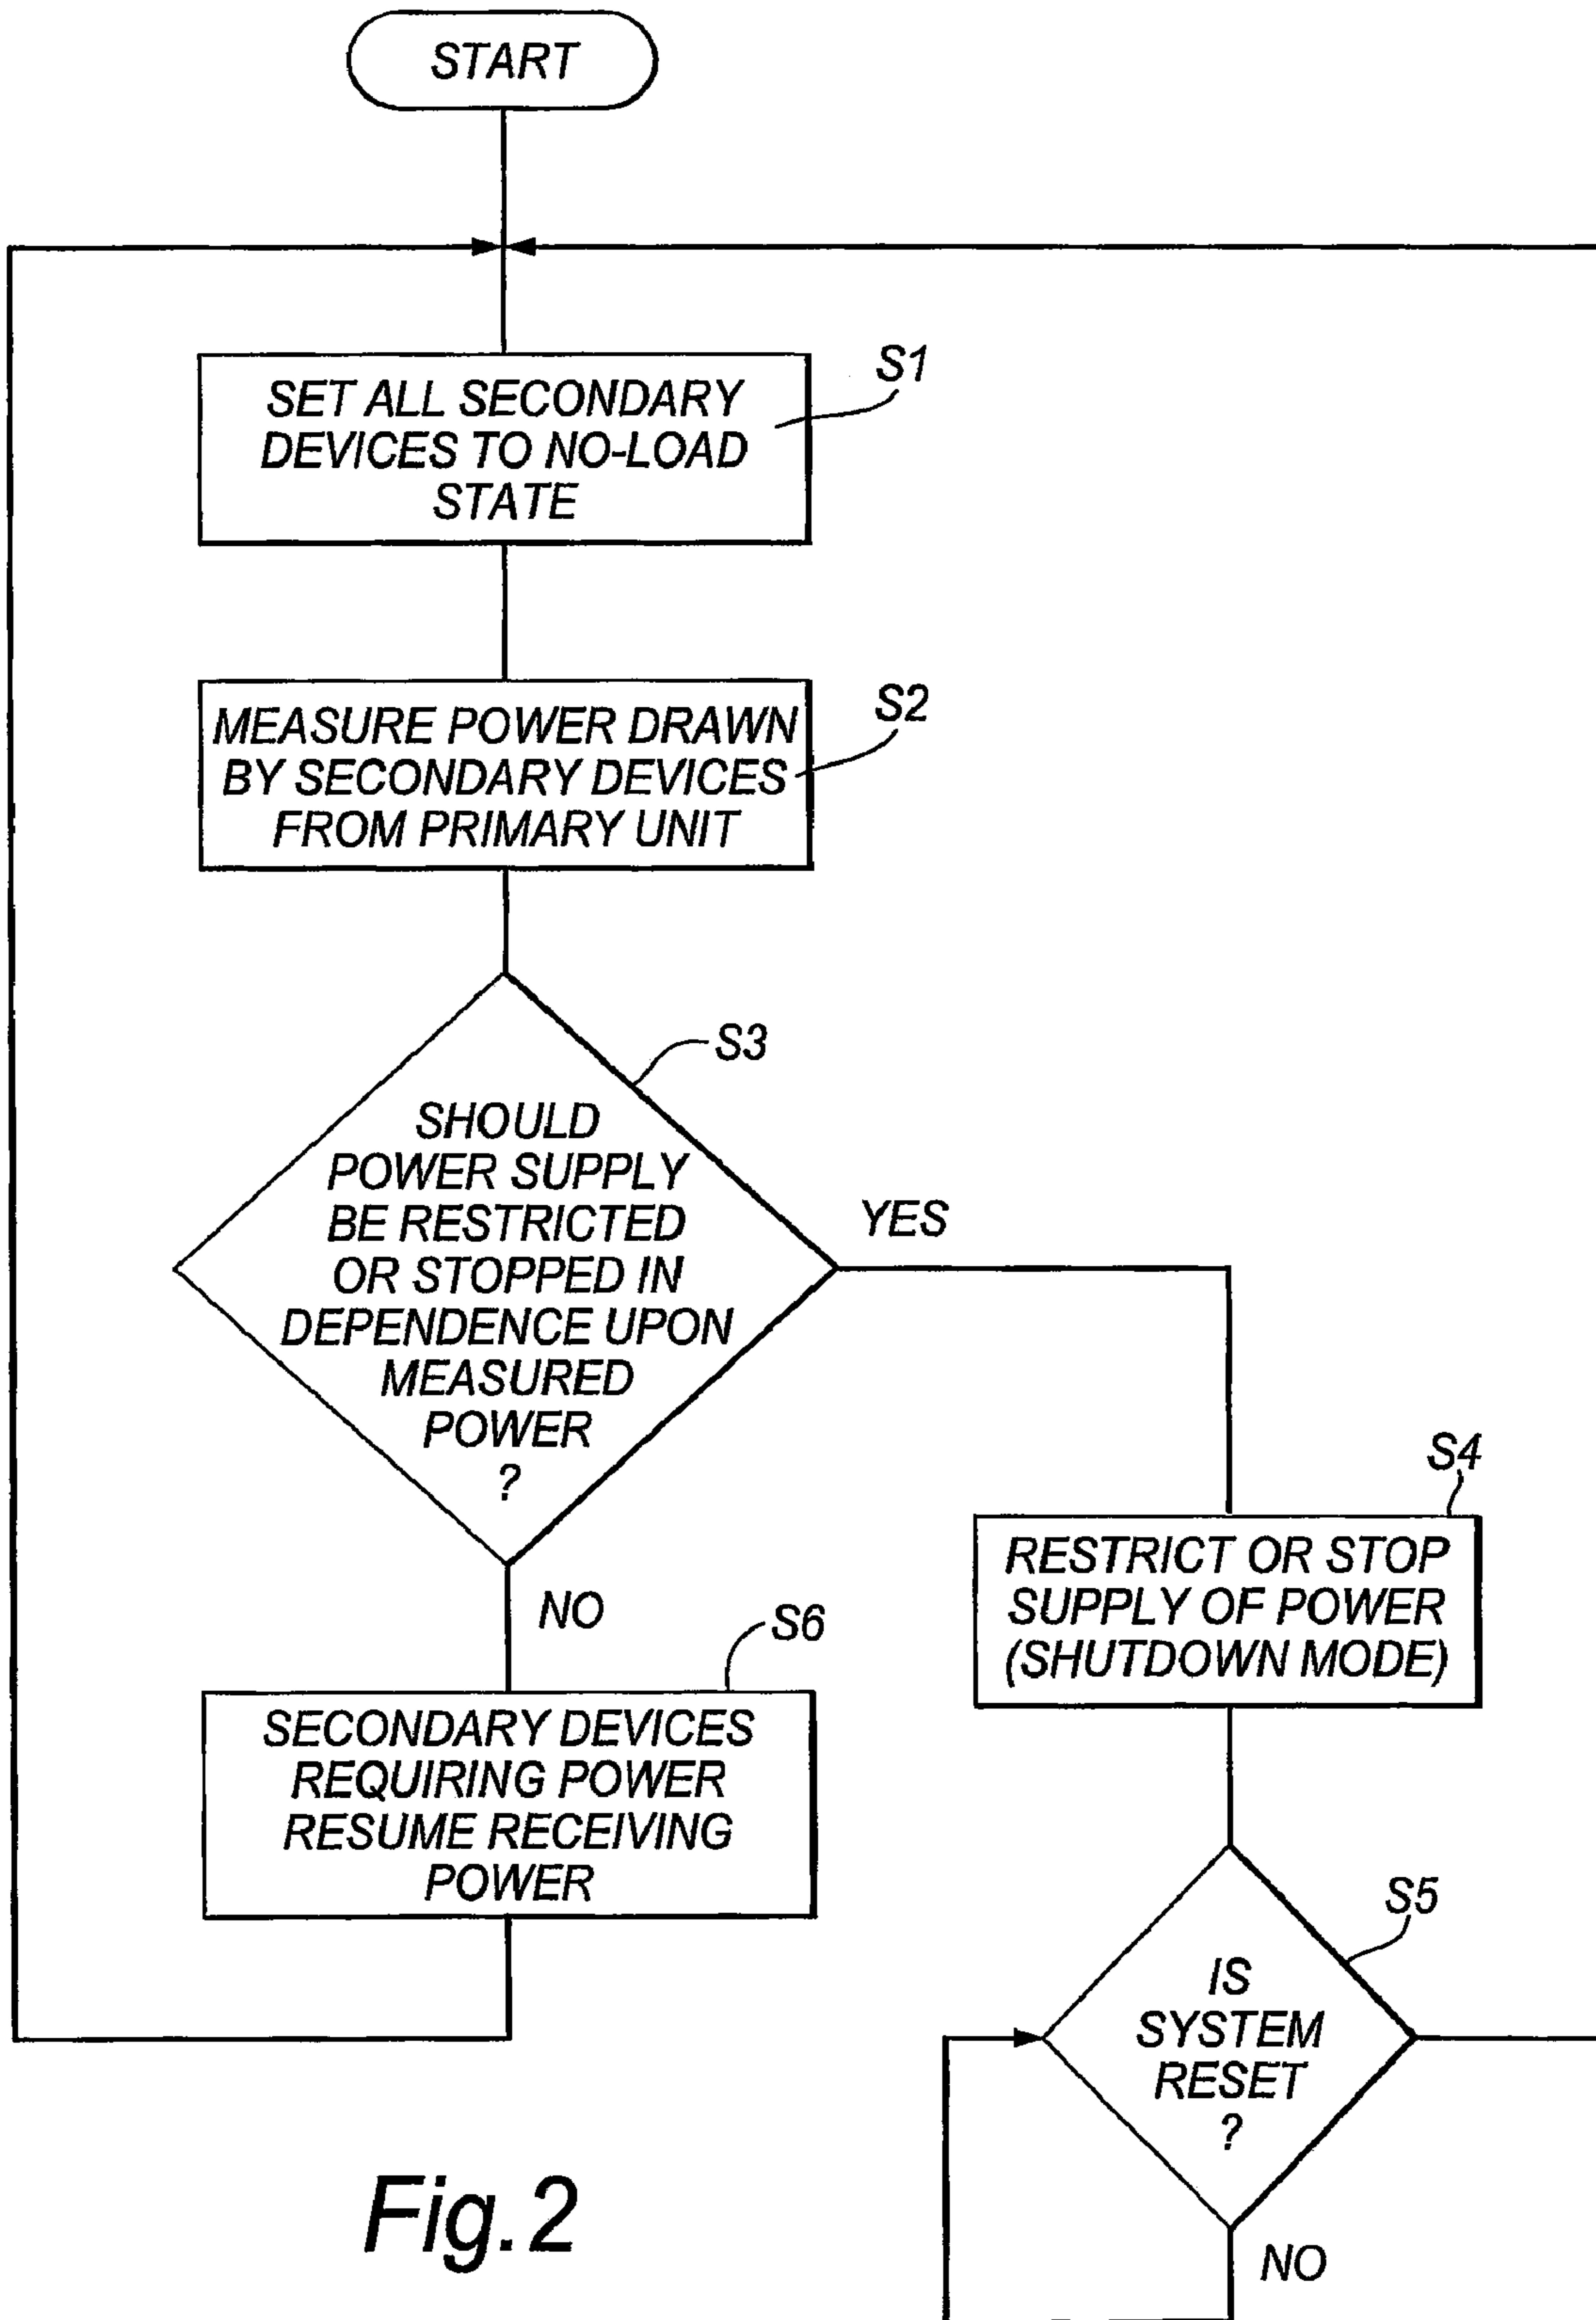 START
S1
SET ALL SECONDARY
DEVICES TO NO-LOAD
STATE
S2
MEASURE POWER DRAWN
BY SECONDARY DEVICES
FROM PRIMARY UNIT
S3
SHOULD
POWER SUPPLY
BE RESTRICTED
OR STOPPED IN
DEPENDENCE UPON
MEASURED
POWER
?
YES
NO
S4
RESTRICT OR STOP
SUPPLY OF POWER
(SHUTDOWN MODE)
S6
SECONDARY DEVICES
REQUIRING POWER
RESUME RECEIVING
POWER
S5
IS
SYSTEM
RESET
?
NO
Fig.2